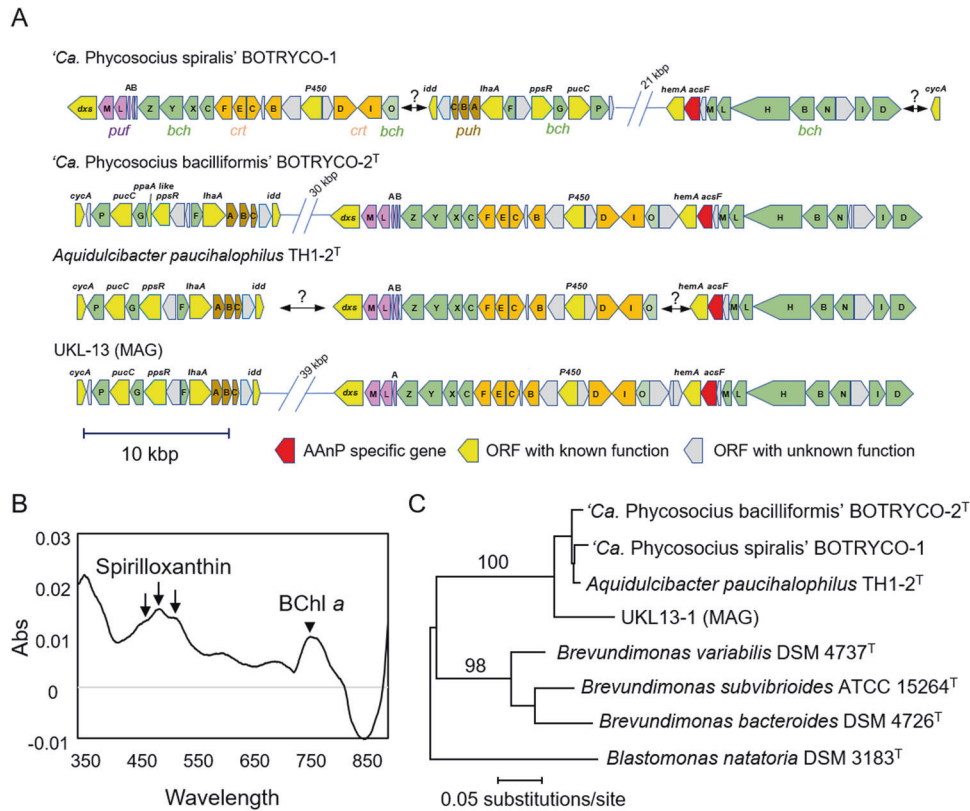 A
‘Ca. Phycosocius spiralis’ BOTRYCO-1
21 kbp
AB P450 ? idd lhaA ppsR pucC hemA acsF ? cycA
dxs M L Z Y X C F E C B D I O C B A F G P M L H B N I D
puf bch crt crt bch puh bch bch
‘Ca. Phycosocius bacilliformis’ BOTRYCO-2T
30 kbp
ppaA like
cycA pucC ppsR lhaA idd AB P450 hemA acsF
P G F A B C dxs M L Z Y X C F E C B D I O M L H B N I D
Aquidulcibacter paucihalophilus TH1-2T
cycA pucC ppsR lhaA idd ? AB P450 ? hemA acsF
P G F A B C dxs M L Z Y X C F E C B D I O M L H B N I D
UKL-13 (MAG)
39 kbp
cycA pucC ppsR lhaA idd A P450 hemA acsF
P G F A B C dxs M L Z Y X C F E C B D I O M L H B N I D
10 kbp
AAnP specific gene
ORF with known function
ORF with unknown function
B
0.03
0.02
0.01
0
-0.01
Abs
Spirilloxanthin
BChl a
350 450 550 650 750 850
Wavelength
C
‘Ca. Phycosocius bacilliformis’ BOTRYCO-2T
‘Ca. Phycosocius spiralis’ BOTRYCO-1
100
Aquidulcibacter paucihalophilus TH1-2T
UKL13-1 (MAG)
98
Brevundimonas variabilis DSM 4737T
Brevundimonas subvibrioides ATCC 15264T
Brevundimonas bacteroides DSM 4726T
Blastomonas natatoria DSM 3183T
0.05 substitutions/site